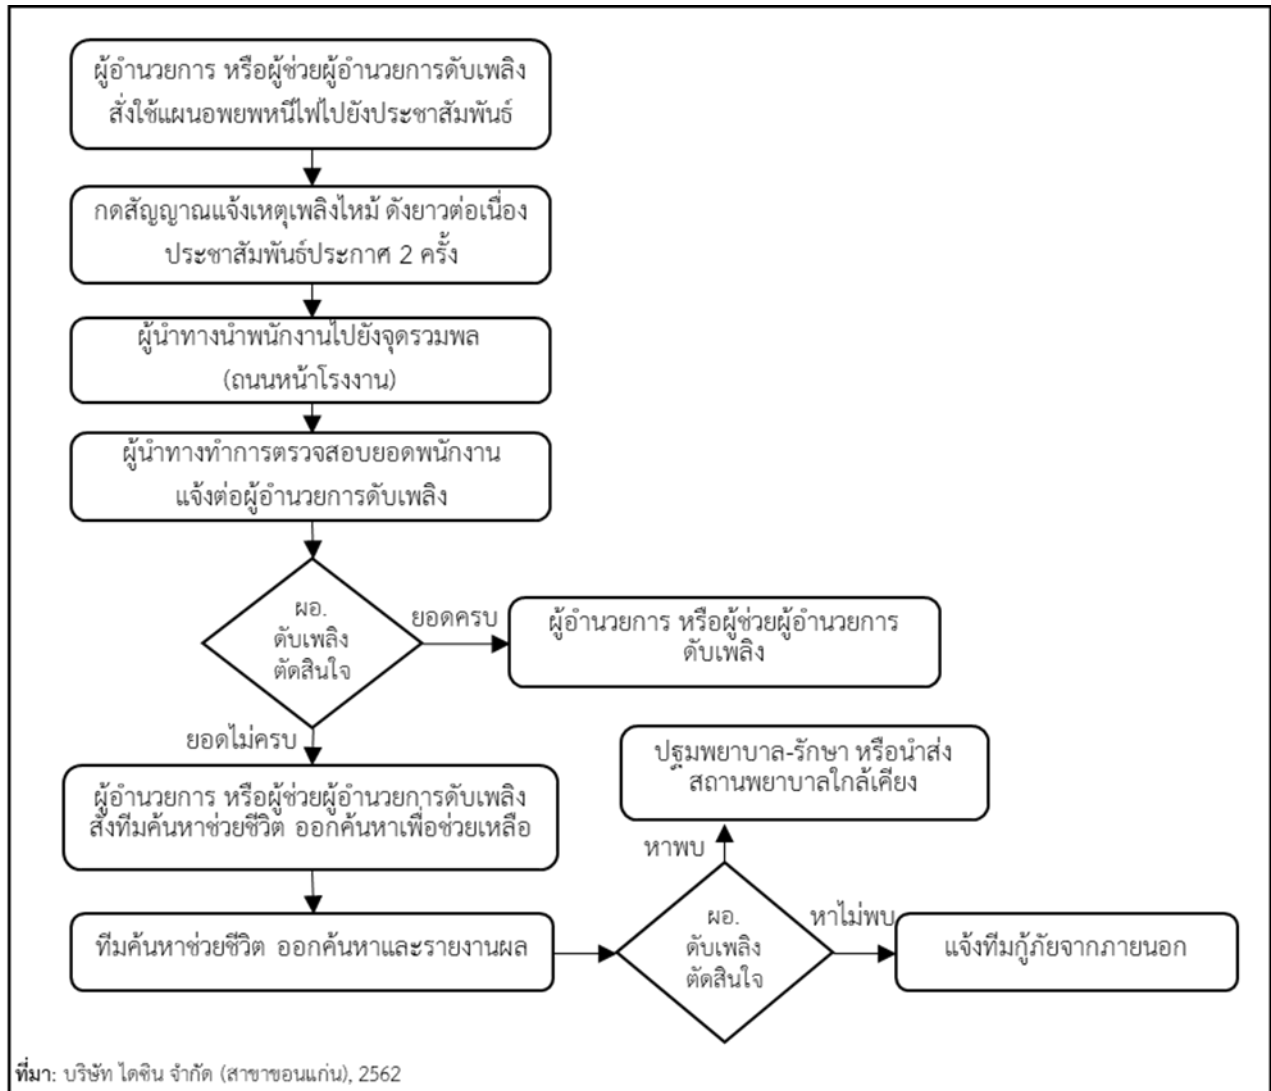 ผู้อำนวยการ หรือผู้ช่วยผู้อำนวยการดับเพลิง
สั่งใช้แผนอพยพหนีไฟไปยังประชาสัมพันธ์
กดสัญญาณแจ้งเหตุเพลิงไหม้ ดังยาวต่อเนื่อง
ประชาสัมพันธ์ประกาศ 2 ครั้ง
ผู้นำทางนำพนักงานไปยังจุดรวมพล
(ถนนหน้าโรงงาน)
ผู้นำทางทำการตรวจสอบยอดพนักงาน
แจ้งต่อผู้อำนวยการดับเพลิง
ผอ.
ดับเพลิง
ตัดสินใจ
ยอดครบ
ผู้อำนวยการ หรือผู้ช่วยผู้อำนวยการ
ดับเพลิง
ยอดไม่ครบ
ผู้อำนวยการ หรือผู้ช่วยผู้อำนวยการดับเพลิง
สั่งทีมค้นหาช่วยชีวิต ออกค้นหาเพื่อช่วยเหลือ
ทีมค้นหาช่วยชีวิต ออกค้นหาและรายงานผล
ผอ.
ดับเพลิง
ตัดสินใจ
หาพบ
ปฐมพยาบาล-รักษา หรือนำส่ง
สถานพยาบาลใกล้เคียง
หาไม่พบ
แจ้งทีมกู้ภัยจากภายนอก
ที่มา: บริษัท ไดซิน จำกัด (สาขาขอนแก่น), 2562